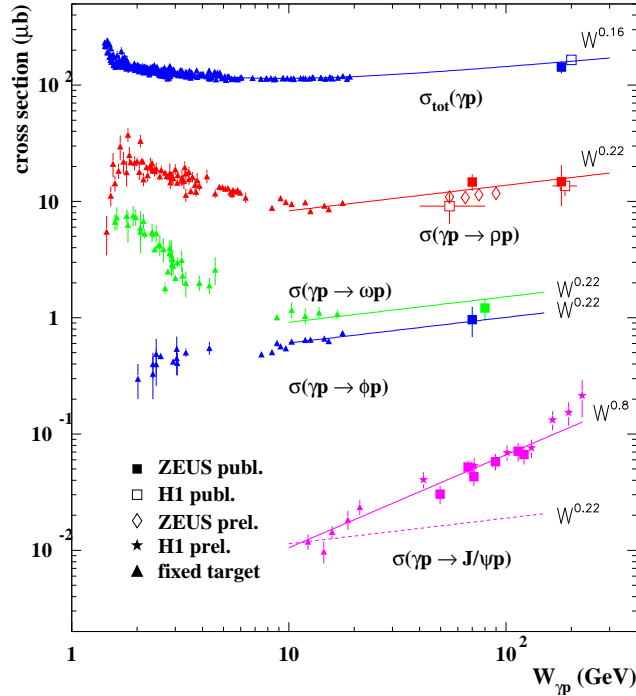 cross section (μb)
10²
10
1
10⁻¹
10⁻²
W^0.16
σ_tot(γp)
W^0.22
σ(γp → ρp)
σ(γp → ωp)
W^0.22
W^0.22
σ(γp → φp)
W^0.8
ZEUS publ.
H1 publ.
ZEUS prel.
H1 prel.
fixed target
W^0.22
σ(γp → J/ψp)
1
10
10²
W_γp (GeV)